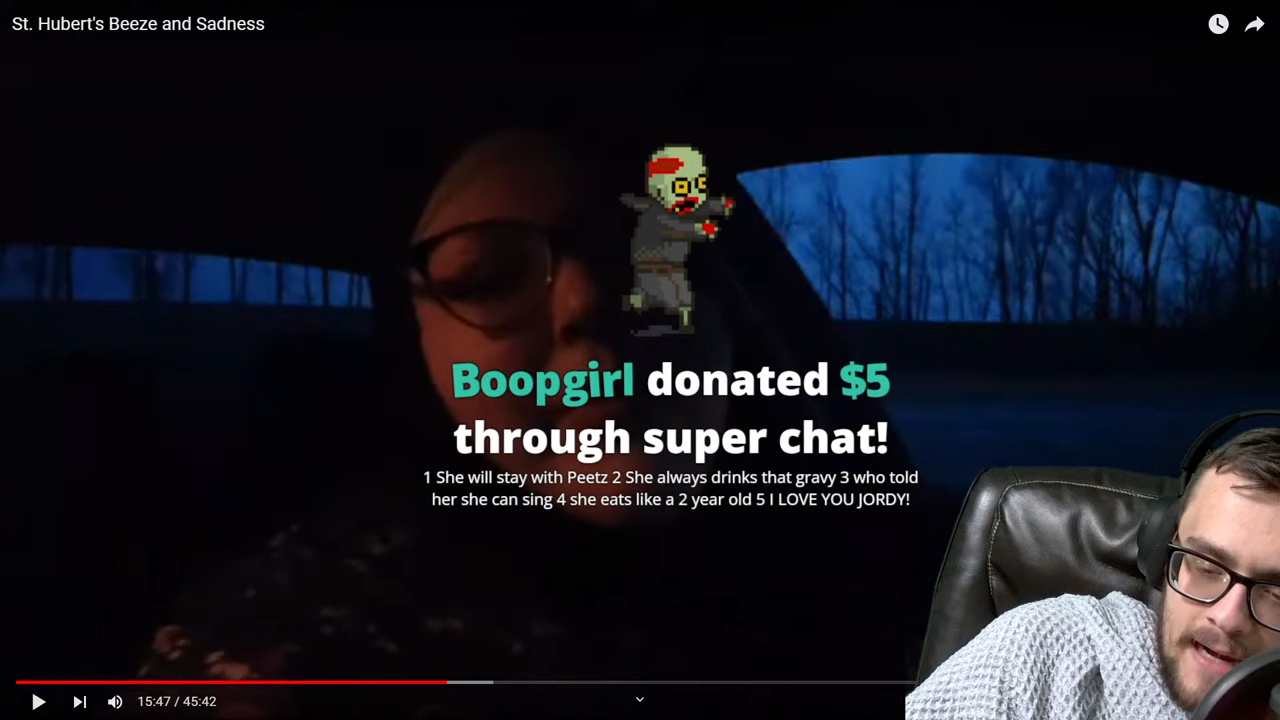 St. Hubert's Beeze and Sadness
Boopgirl donated $5
through super chat!
1 She will stay with Peetz 2 She always drinks that gravy 3 who told
her she can sing 4 she eats like a 2 year old 5 I LOVE YOU JORDY!
15:47 / 45:42